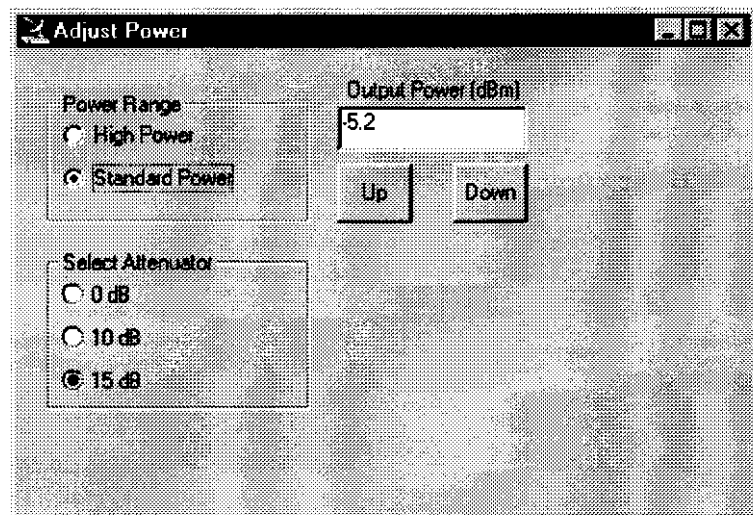 Adjust Power
Power Range
High Power
Standard Power
Output Power (dBm)
-5.2
Up
Down
Select Attenuator
0 dB
10 dB
15 dB